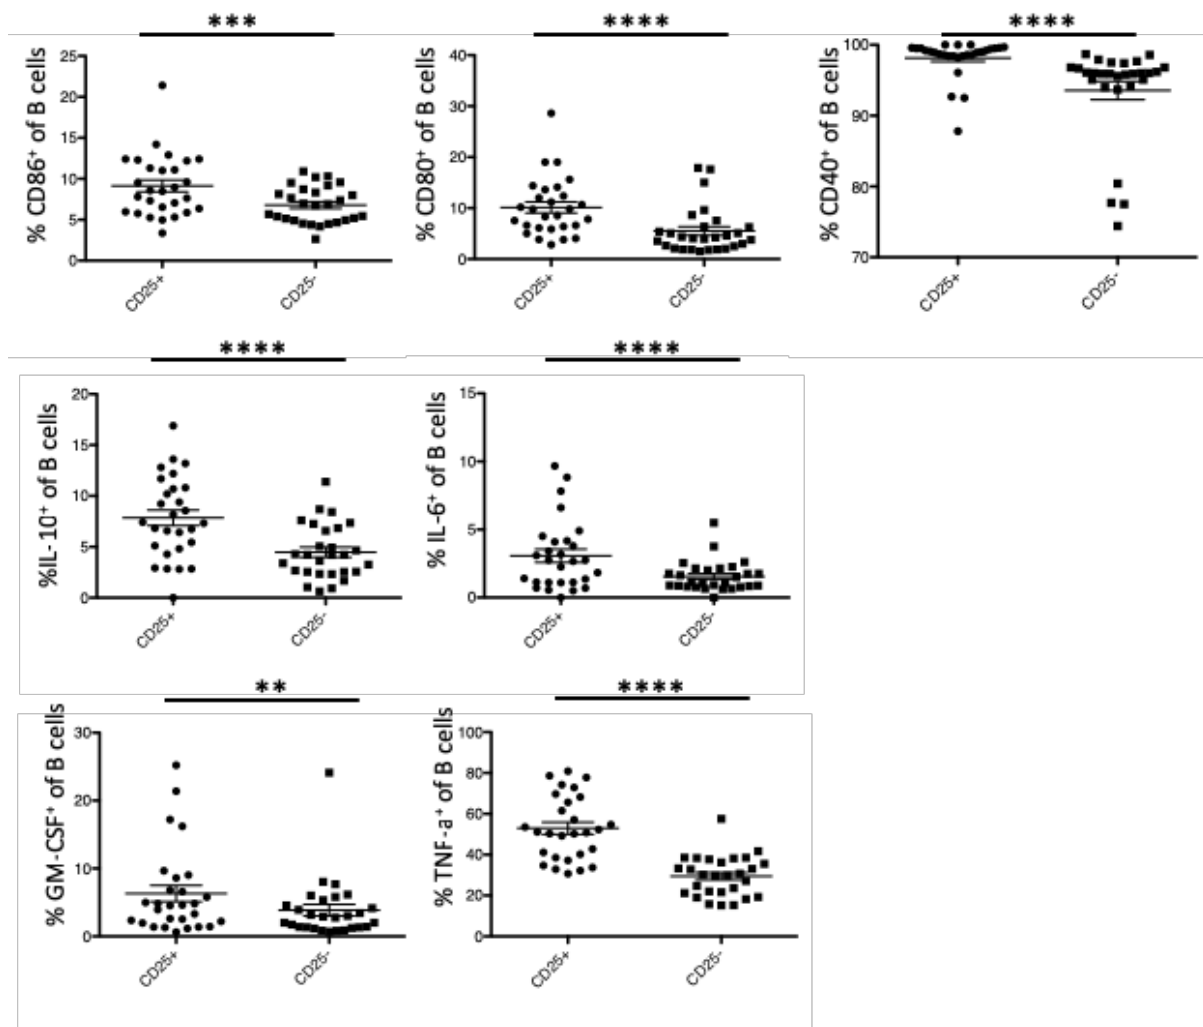 *** **** ****
% CD86⁺ of B cells
25
20
15
10
5
0
CD25+ CD25-
% CD80⁺ of B cells
40
30
20
10
0
CD25+ CD25-
% CD40⁺ of B cells
100
90
80
70
CD25+ CD25-
**** ****
%IL-10⁺ of B cells
20
15
10
5
0
CD25+ CD25-
% IL-6⁺ of B cells
15
10
5
0
CD25+ CD25-
** ****
% GM-CSF⁺ of B cells
30
20
10
0
CD25+ CD25-
% TNF-a⁺ of B cells
100
80
60
40
20
0
CD25+ CD25-